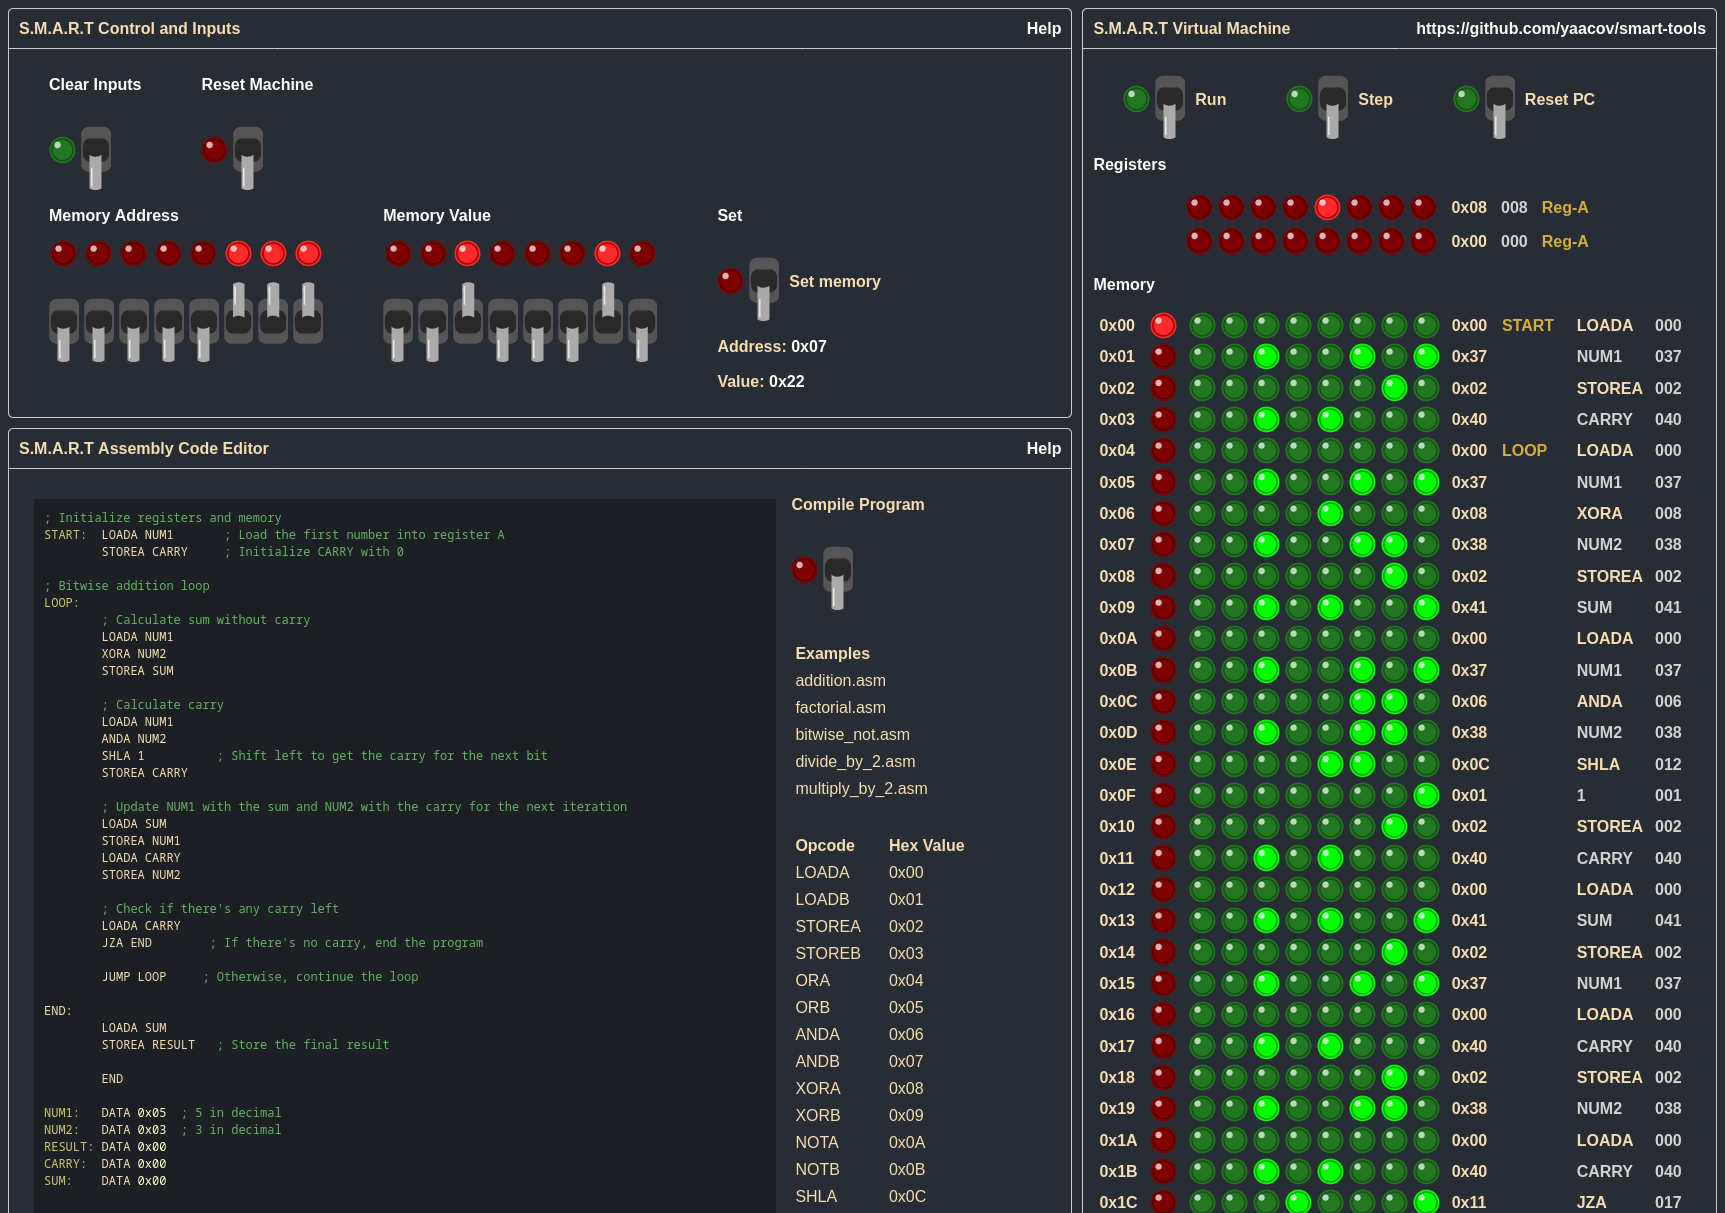 S.M.A.R.T Control and Inputs Help
Clear Inputs Reset Machine
Memory Address Memory Value Set
Set memory
Address: 0x07
Value: 0x22
S.M.A.R.T Assembly Code Editor Help
; Initialize registers and memory
START: LOADA NUM1 ; Load the first number into register A
STOREA CARRY ; Initialize CARRY with 0
; Bitwise addition loop
LOOP:
; Calculate sum without carry
LOADA NUM1
XORA NUM2
STOREA SUM
; Calculate carry
LOADA NUM1
ANDA NUM2
SHLA 1 ; Shift left to get the carry for the next bit
STOREA CARRY
; Update NUM1 with the sum and NUM2 with the carry for the next iteration
LOADA SUM
STOREA NUM1
LOADA CARRY
STOREA NUM2
; Check if there's any carry left
LOADA CARRY
JZA END ; If there's no carry, end the program
JUMP LOOP ; Otherwise, continue the loop
END:
LOADA SUM
STOREA RESULT ; Store the final result
END
NUM1: DATA 0x05 ; 5 in decimal
NUM2: DATA 0x03 ; 3 in decimal
RESULT: DATA 0x00
CARRY: DATA 0x00
SUM: DATA 0x00
Compile Program
Examples
addition.asm
factorial.asm
bitwise_not.asm
divide_by_2.asm
multiply_by_2.asm
Opcode Hex Value
LOADA 0x00
LOADB 0x01
STOREA 0x02
STOREB 0x03
ORA 0x04
ORB 0x05
ANDA 0x06
ANDB 0x07
XORA 0x08
XORB 0x09
NOTA 0x0A
NOTB 0x0B
SHLA 0x0C
S.M.A.R.T Virtual Machine https://github.com/yaacov/smart-tools
Run Step Reset PC
Registers
0x08 008 Reg-A
0x00 000 Reg-A
Memory
0x00 0x00 START LOADA 000
0x01 0x37 NUM1 037
0x02 0x02 STOREA 002
0x03 0x40 CARRY 040
0x04 0x00 LOOP LOADA 000
0x05 0x37 NUM1 037
0x06 0x08 XORA 008
0x07 0x38 NUM2 038
0x08 0x02 STOREA 002
0x09 0x41 SUM 041
0x0A 0x00 LOADA 000
0x0B 0x37 NUM1 037
0x0C 0x06 ANDA 006
0x0D 0x38 NUM2 038
0x0E 0x0C SHLA 012
0x0F 0x01 1 001
0x10 0x02 STOREA 002
0x11 0x40 CARRY 040
0x12 0x00 LOADA 000
0x13 0x41 SUM 041
0x14 0x02 STOREA 002
0x15 0x37 NUM1 037
0x16 0x00 LOADA 000
0x17 0x40 CARRY 040
0x18 0x02 STOREA 002
0x19 0x38 NUM2 038
0x1A 0x00 LOADA 000
0x1B 0x40 CARRY 040
0x1C 0x11 JZA 017